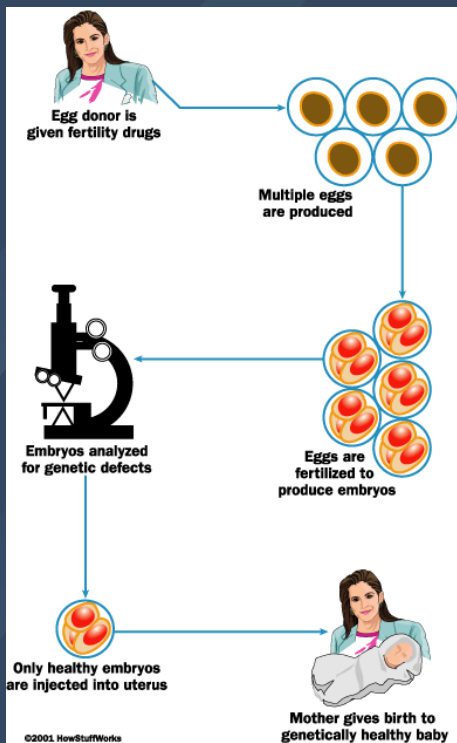 Egg donor is
given fertility drugs
Multiple eggs
are produced
Eggs are
fertilized to
produce embryos
Embryos analyzed
for genetic defects
Only healthy embryos
are injected into uterus
Mother gives birth to
genetically healthy baby
©2001 HowStuffWorks